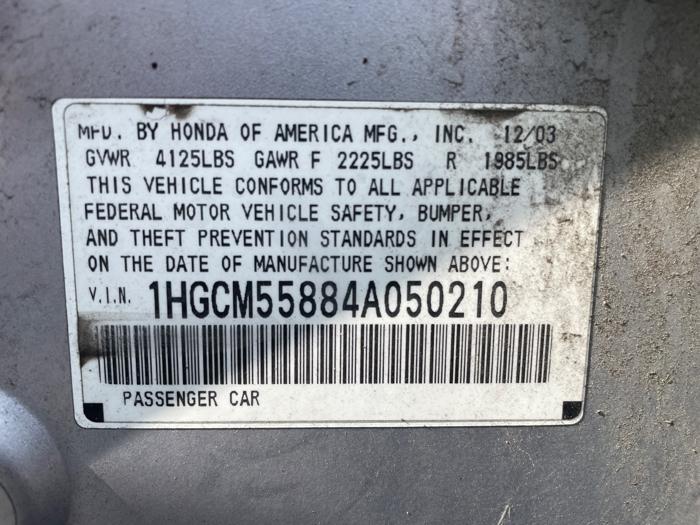 MFD. BY HONDA OF AMERICA MFG., INC. 12/03
GVWR 4125LBS GAWR F 2225LBS R 1985LBS
THIS VEHICLE CONFORMS TO ALL APPLICABLE
FEDERAL MOTOR VEHICLE SAFETY, BUMPER,
AND THEFT PREVENTION STANDARDS IN EFFECT
ON THE DATE OF MANUFACTURE SHOWN ABOVE:
V.I.N. 1HGCM55884A050210
PASSENGER CAR